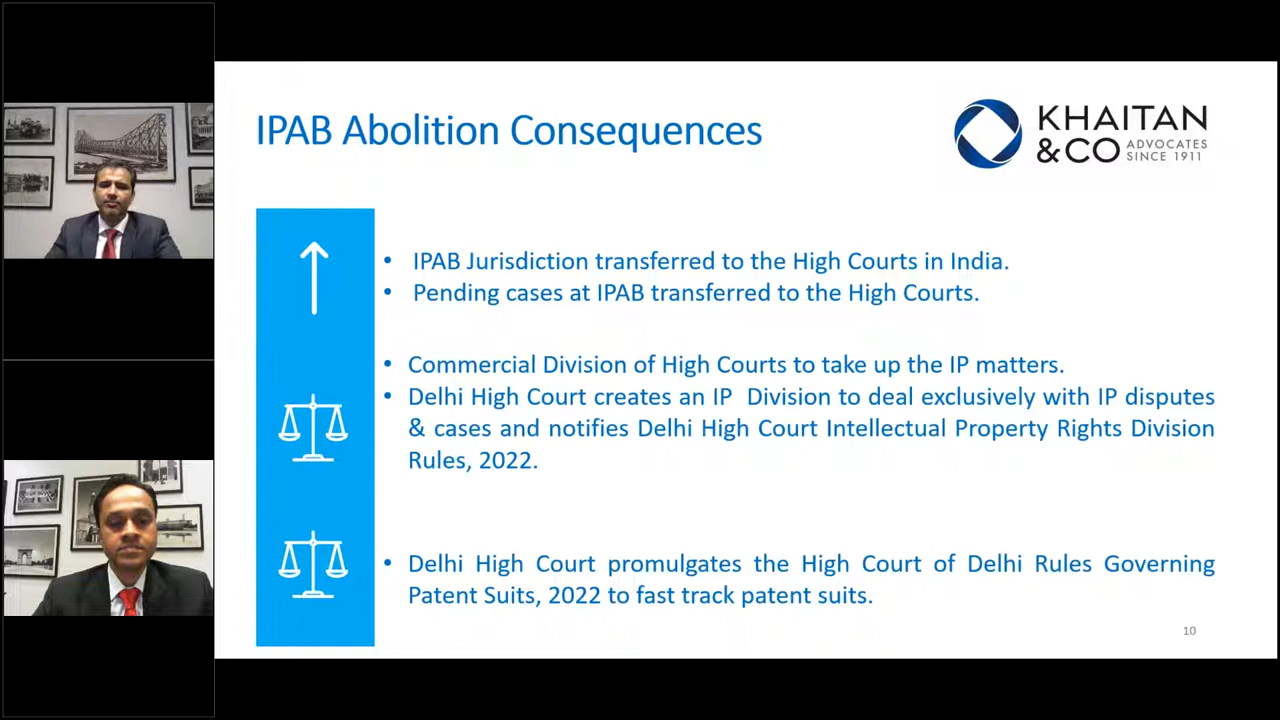 IPAB Abolition Consequences
KHAITAN
&CO ADVOCATES
SINCE 1911
• IPAB Jurisdiction transferred to the High Courts in India.
• Pending cases at IPAB transferred to the High Courts.
• Commercial Division of High Courts to take up the IP matters.
• Delhi High Court creates an IP Division to deal exclusively with IP disputes
& cases and notifies Delhi High Court Intellectual Property Rights Division
Rules, 2022.
• Delhi High Court promulgates the High Court of Delhi Rules Governing
Patent Suits, 2022 to fast track patent suits.
10